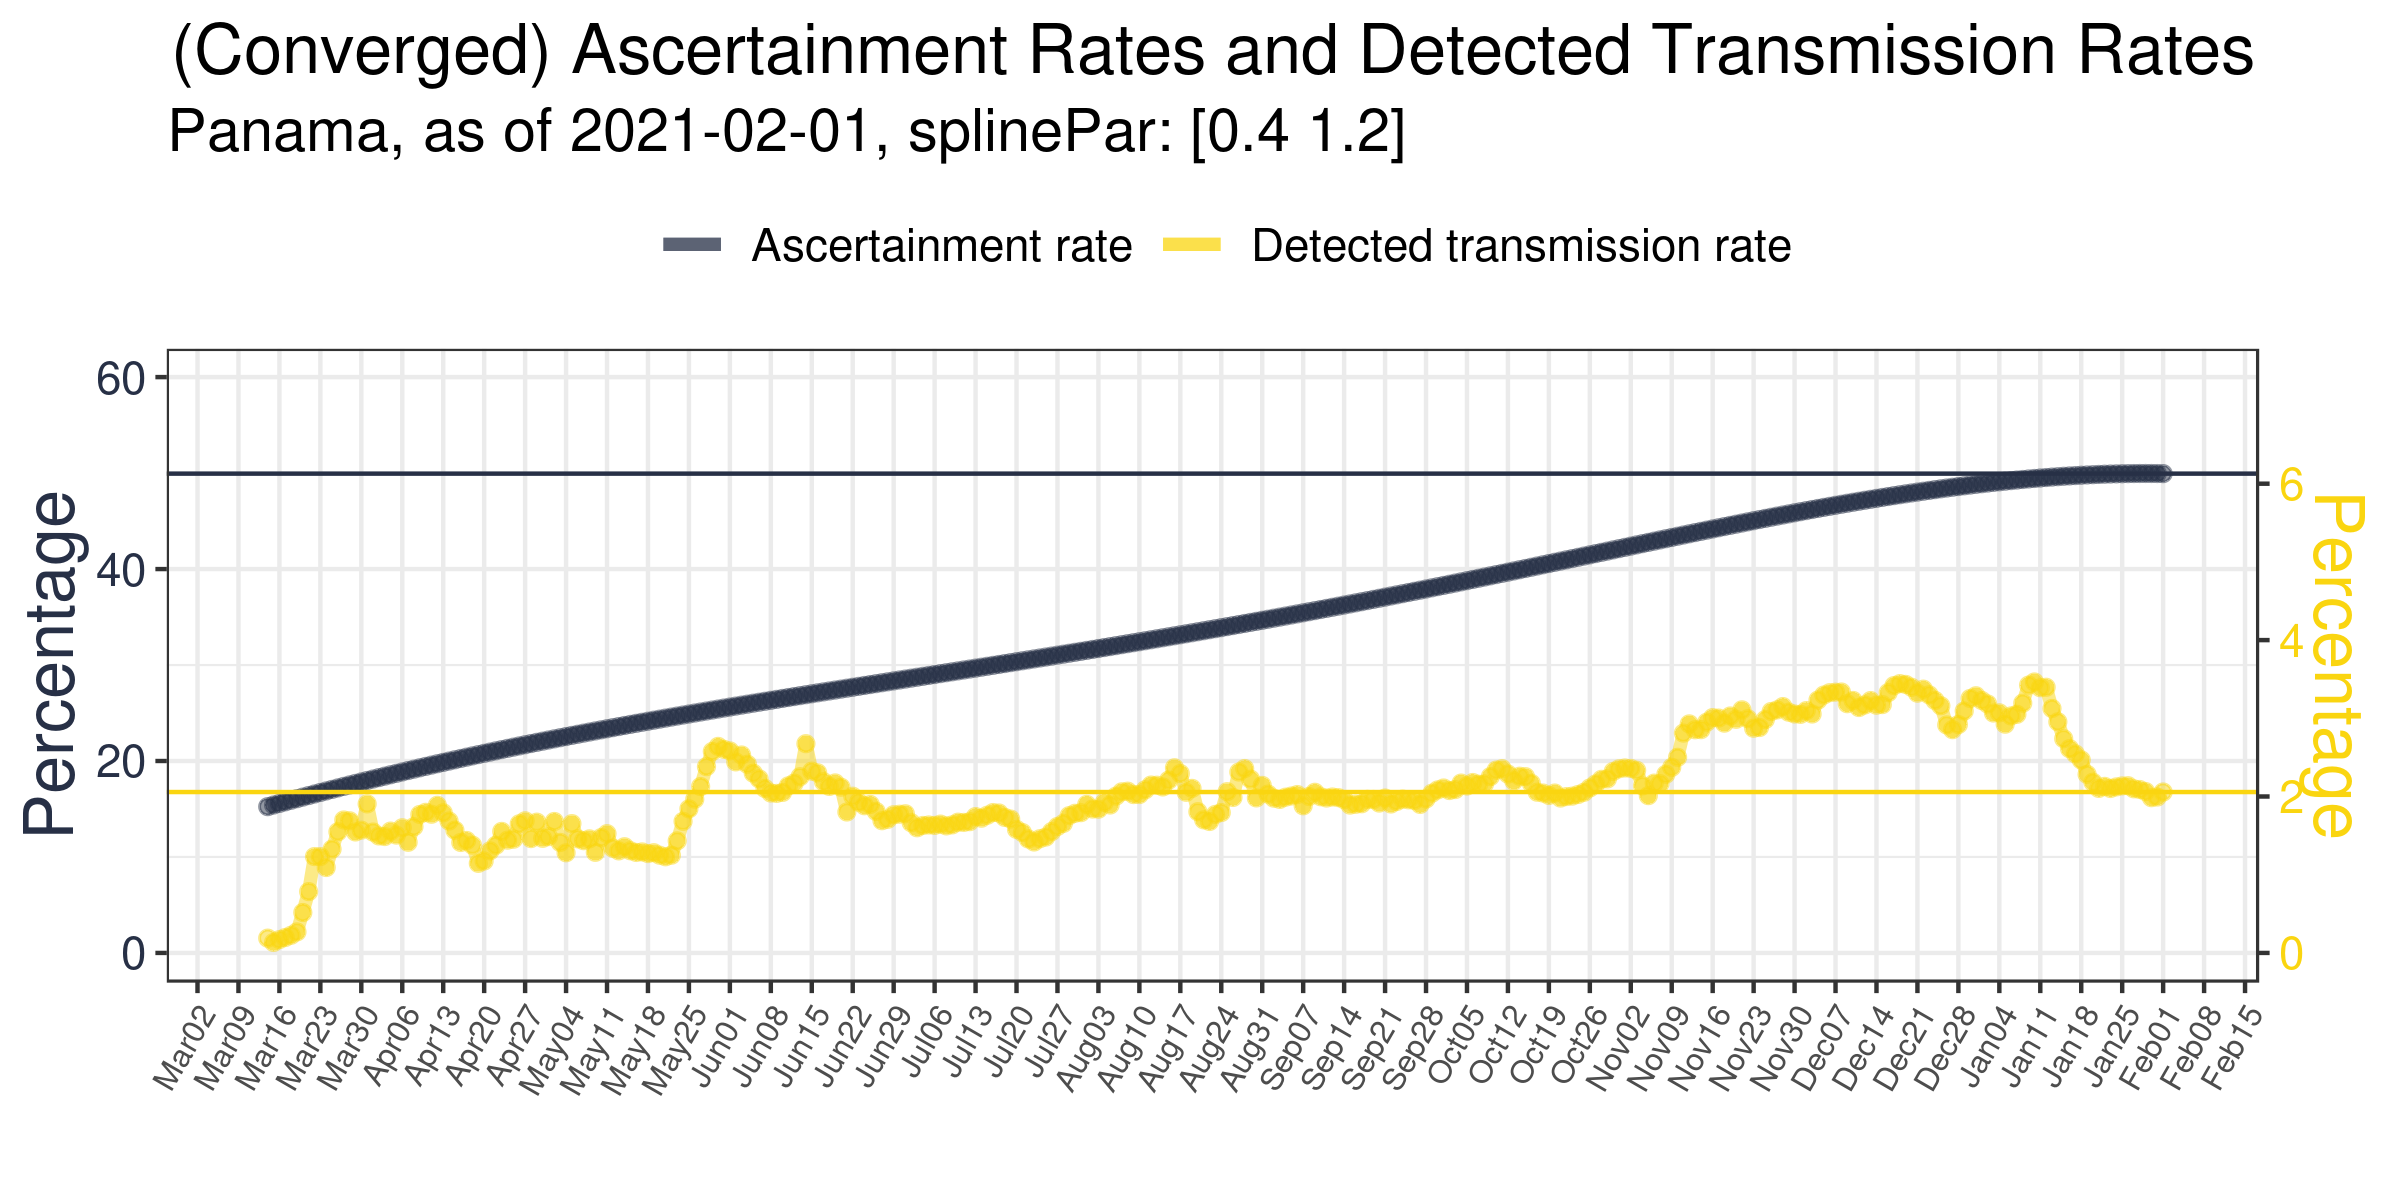 (Converged) Ascertainment Rates and Detected Transmission Rates
Panama, as of 2021-02-01, splinePar: [0.4 1.2]
Ascertainment rate Detected transmission rate
Percentage
60
40
20
0
6
4
2
0
Percentage
Mar02 Mar09 Mar16 Mar23 Mar30 Apr06 Apr13 Apr20 Apr27 May04 May11 May18 May25 Jun01 Jun08 Jun15 Jun22 Jun29 Jul06 Jul13 Jul20 Jul27 Aug03 Aug10 Aug17 Aug24 Aug31 Sep07 Sep14 Sep21 Sep28 Oct05 Oct12 Oct19 Oct26 Nov02 Nov09 Nov16 Nov23 Nov30 Dec07 Dec14 Dec21 Dec28 Jan04 Jan11 Jan18 Jan25 Feb01 Feb08 Feb15